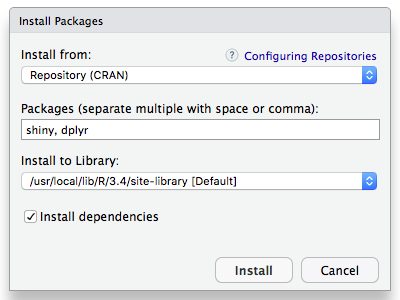 Install Packages
Install from:
? Configuring Repositories
Repository (CRAN)
Packages (separate multiple with space or comma):
shiny, dplyr
Install to Library:
/usr/local/lib/R/3.4/site-library [Default]
Install dependencies
Install
Cancel